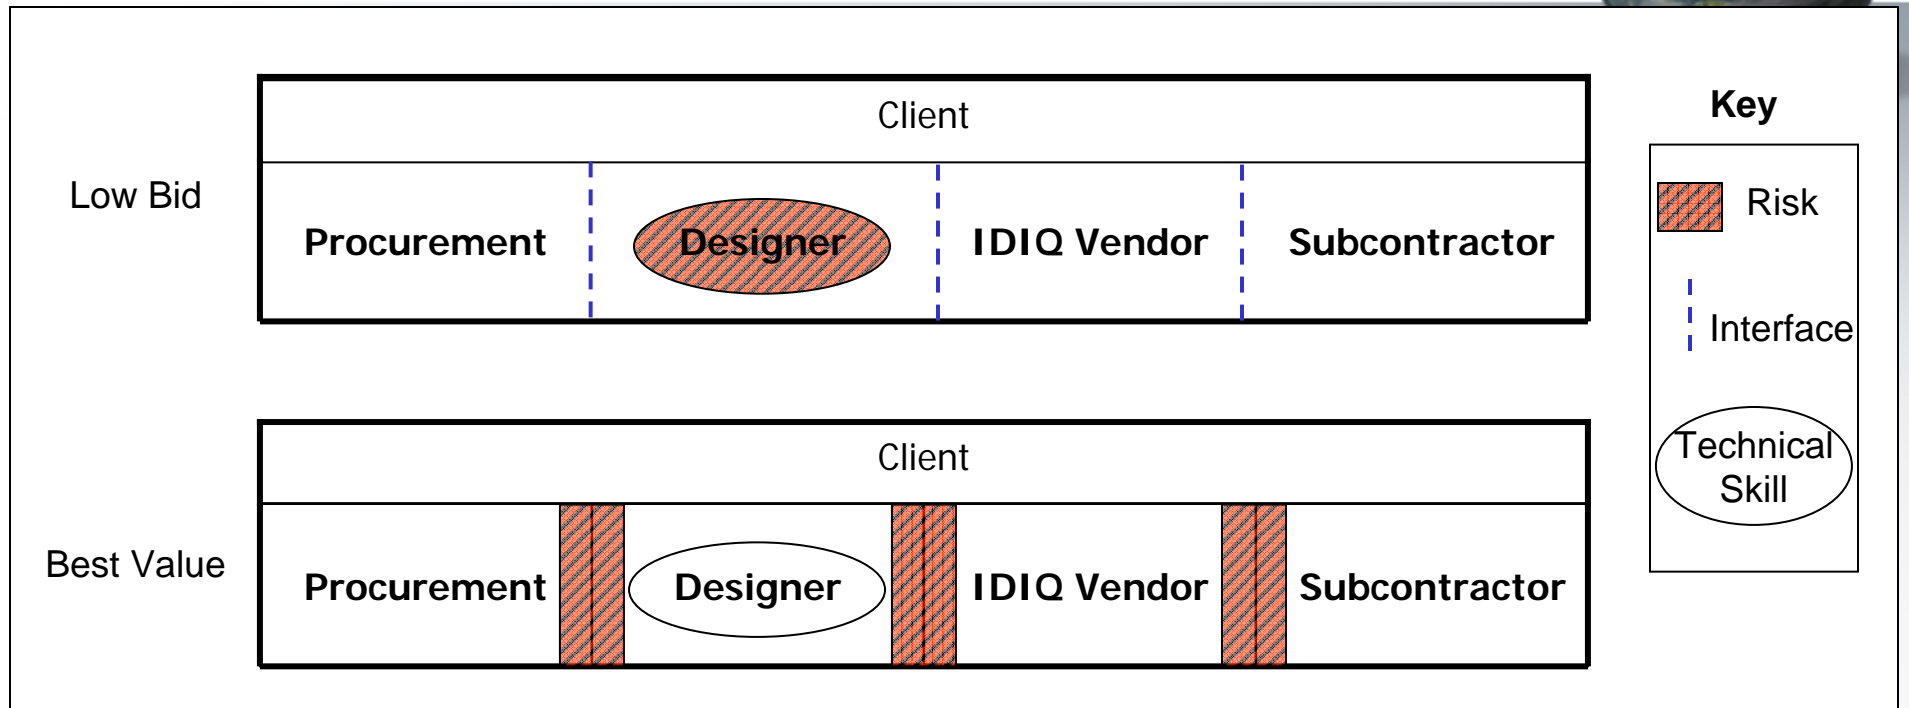 Client
Low Bid
Procurement
Designer
IDIQ Vendor
Subcontractor
Client
Best Value
Procurement
Designer
IDIQ Vendor
Subcontractor
Key
Risk
Interface
Technical
Skill